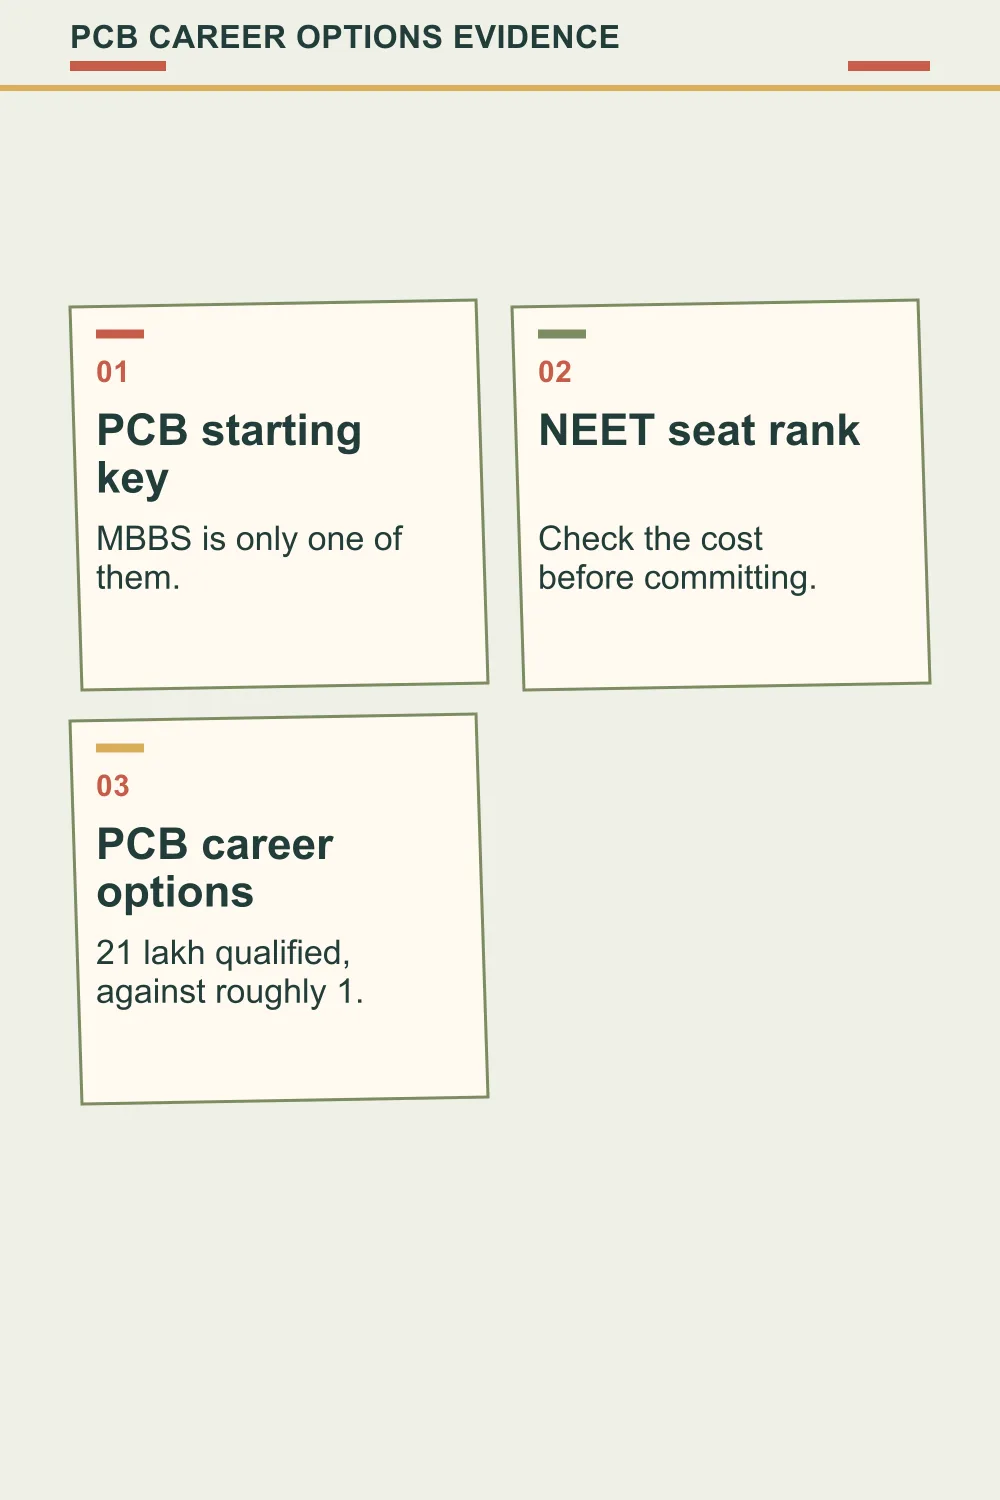 PCB CAREER OPTIONS EVIDENCE
01
PCB starting
key
MBBS is only one of
them.
02
NEET seat rank
Check the cost
before committing.
03
PCB career
options
21 lakh qualified,
against roughly 1.